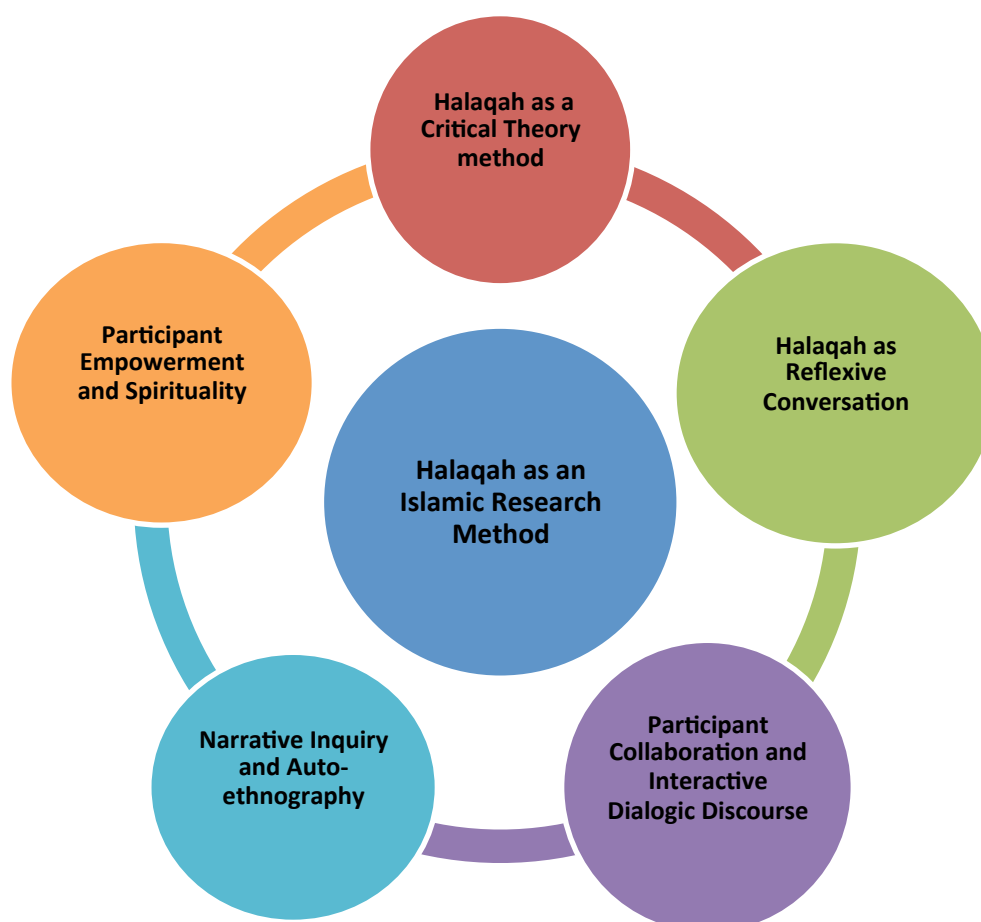 Halaqah as a
Critical Theory
method
Halaqah as
Reflexive
Conversation
Participant
Collaboration and
Interactive
Dialogic Discourse
Narrative Inquiry
and Auto-
ethnography
Participant
Empowerment
and Spirituality
Halaqah as an
Islamic Research
Method